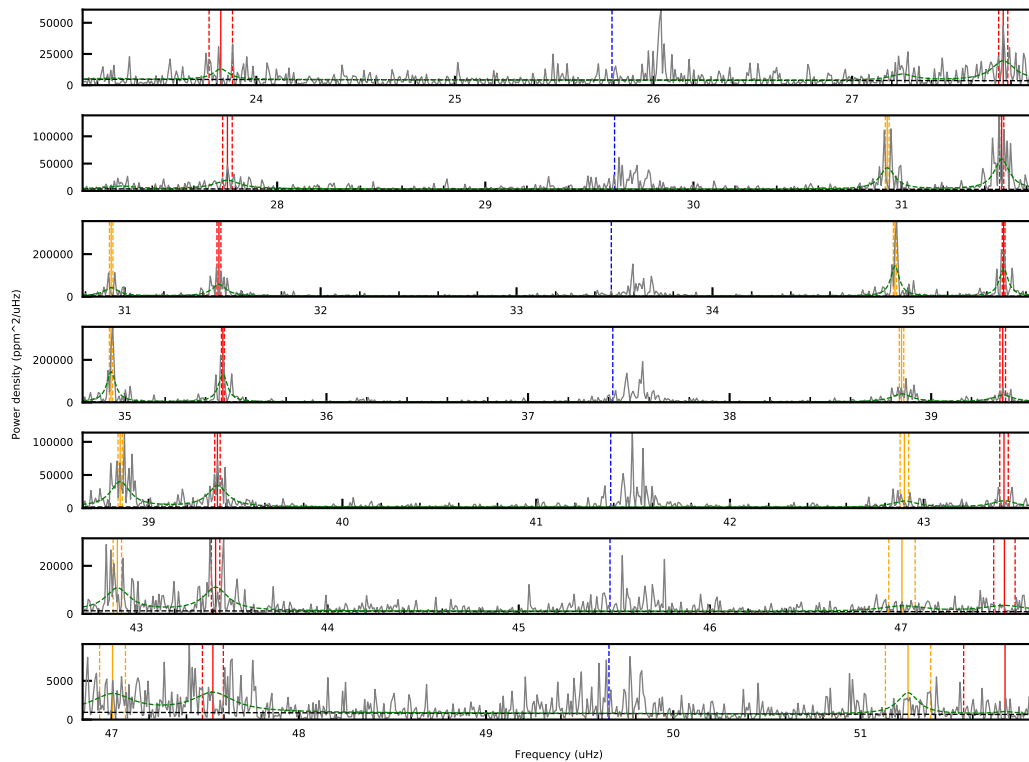 50000
25000
0
24 25 26 27
100000
50000
0
28 29 30 31
200000
0
31 32 33 34 35
Power density (ppm^2/uHz)
200000
0
35 36 37 38 39
100000
50000
0
39 40 41 42 43
20000
0
43 44 45 46 47
5000
0
47 48 49 50 51
Frequency (uHz)